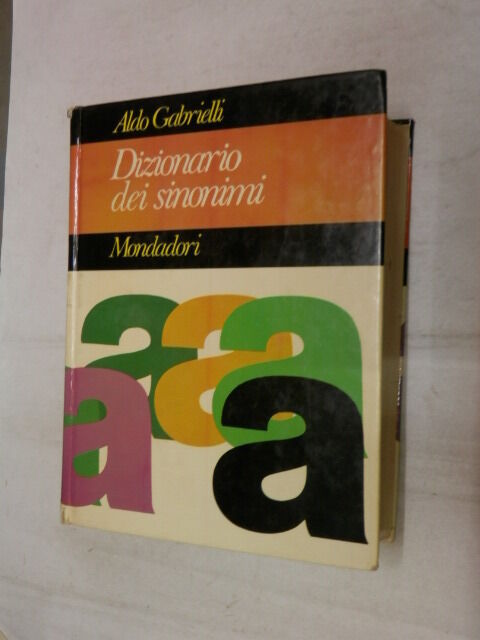 Aldo Gabrielli
Dizionario
dei sinonimi
Mondadori
a a a
a a